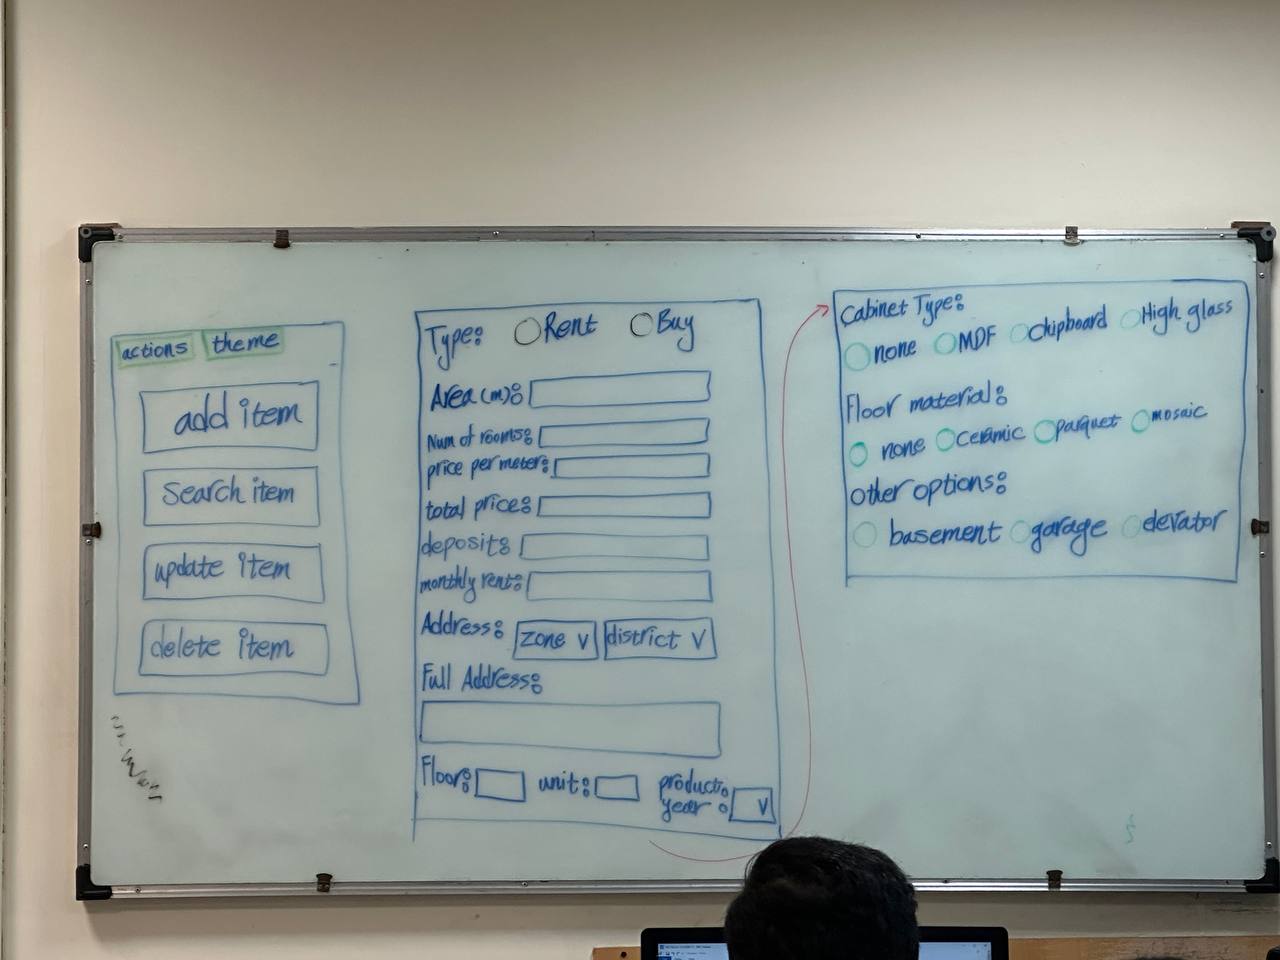 actions theme
add item
Search item
update item
delete item
Type: Rent Buy
Area (m):
Num of rooms:
price per meter:
total price:
deposit:
monthly rent:
Address: zone v district v
Full Address:
Floor: unit: product.
year: v
Cabinet Type:
none MDF Chipboard High glass
Floor material:
none Ceramic parquet mosaic
other options:
basement garage elevator